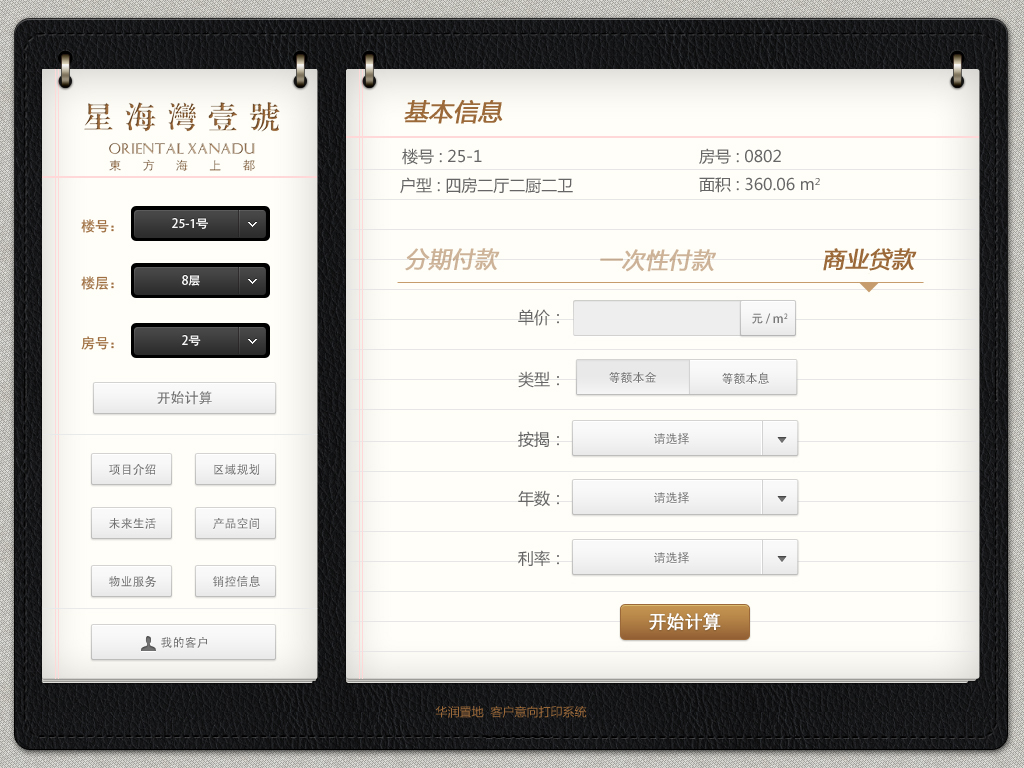 星海灣壹號
ORIENTAL XANADU
東方海上都
楼号： 25-1号
楼层： 8层
房号： 2号
开始计算
项目介绍 区域规划
未来生活 产品空间
物业服务 销控信息
我的客户
基本信息
楼号 : 25-1 房号 : 0802
户型 : 四房二厅二厨二卫 面积 : 360.06 m²
分期付款 一次性付款 商业贷款
单价 : 元 / m²
类型 : 等额本金 等额本息
按揭 : 请选择
年数 : 请选择
利率 : 请选择
开始计算
华润置地 客户意向打印系统